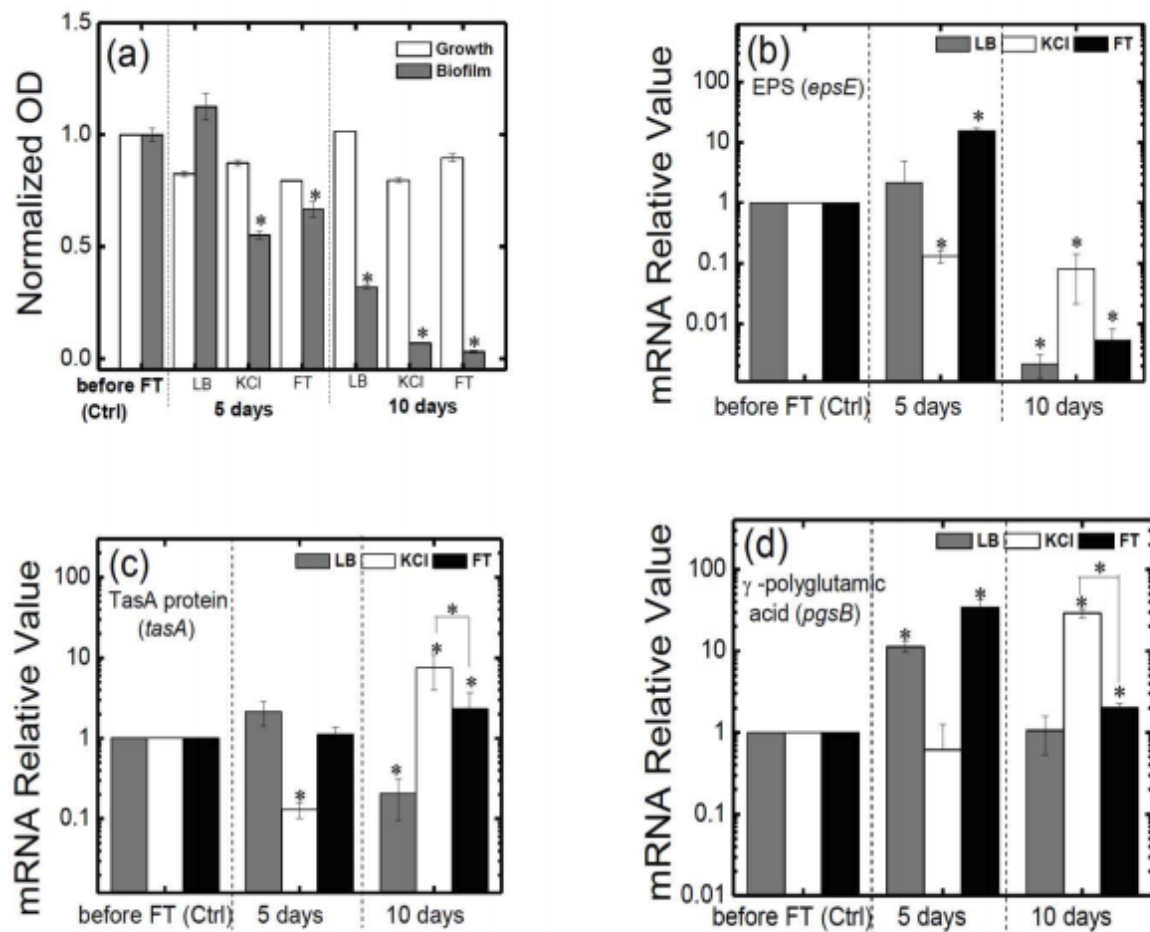 (a)
Growth
Biofilm
Normalized OD
1.5
1.0
0.5
0.0
before FT
(Ctrl)
LB
KCl
FT
LB
KCl
FT
5 days
10 days
*
*
*
*
*
(b)
LB
KCl
FT
EPS (epsE)
mRNA Relative Value
100
10
1
0.1
0.01
*
*
*
*
*
before FT (Ctrl)
5 days
10 days
(c)
LB
KCl
FT
TasA protein
(tasA)
mRNA Relative Value
100
10
1
0.1
*
*
*
*
*
before FT (Ctrl)
5 days
10 days
(d)
LB
KCl
FT
γ -polyglutamic
acid (pgsB)
mRNA Relative Value
100
10
1
0.1
0.01
*
*
*
*
*
before FT (Ctrl)
5 days
10 days